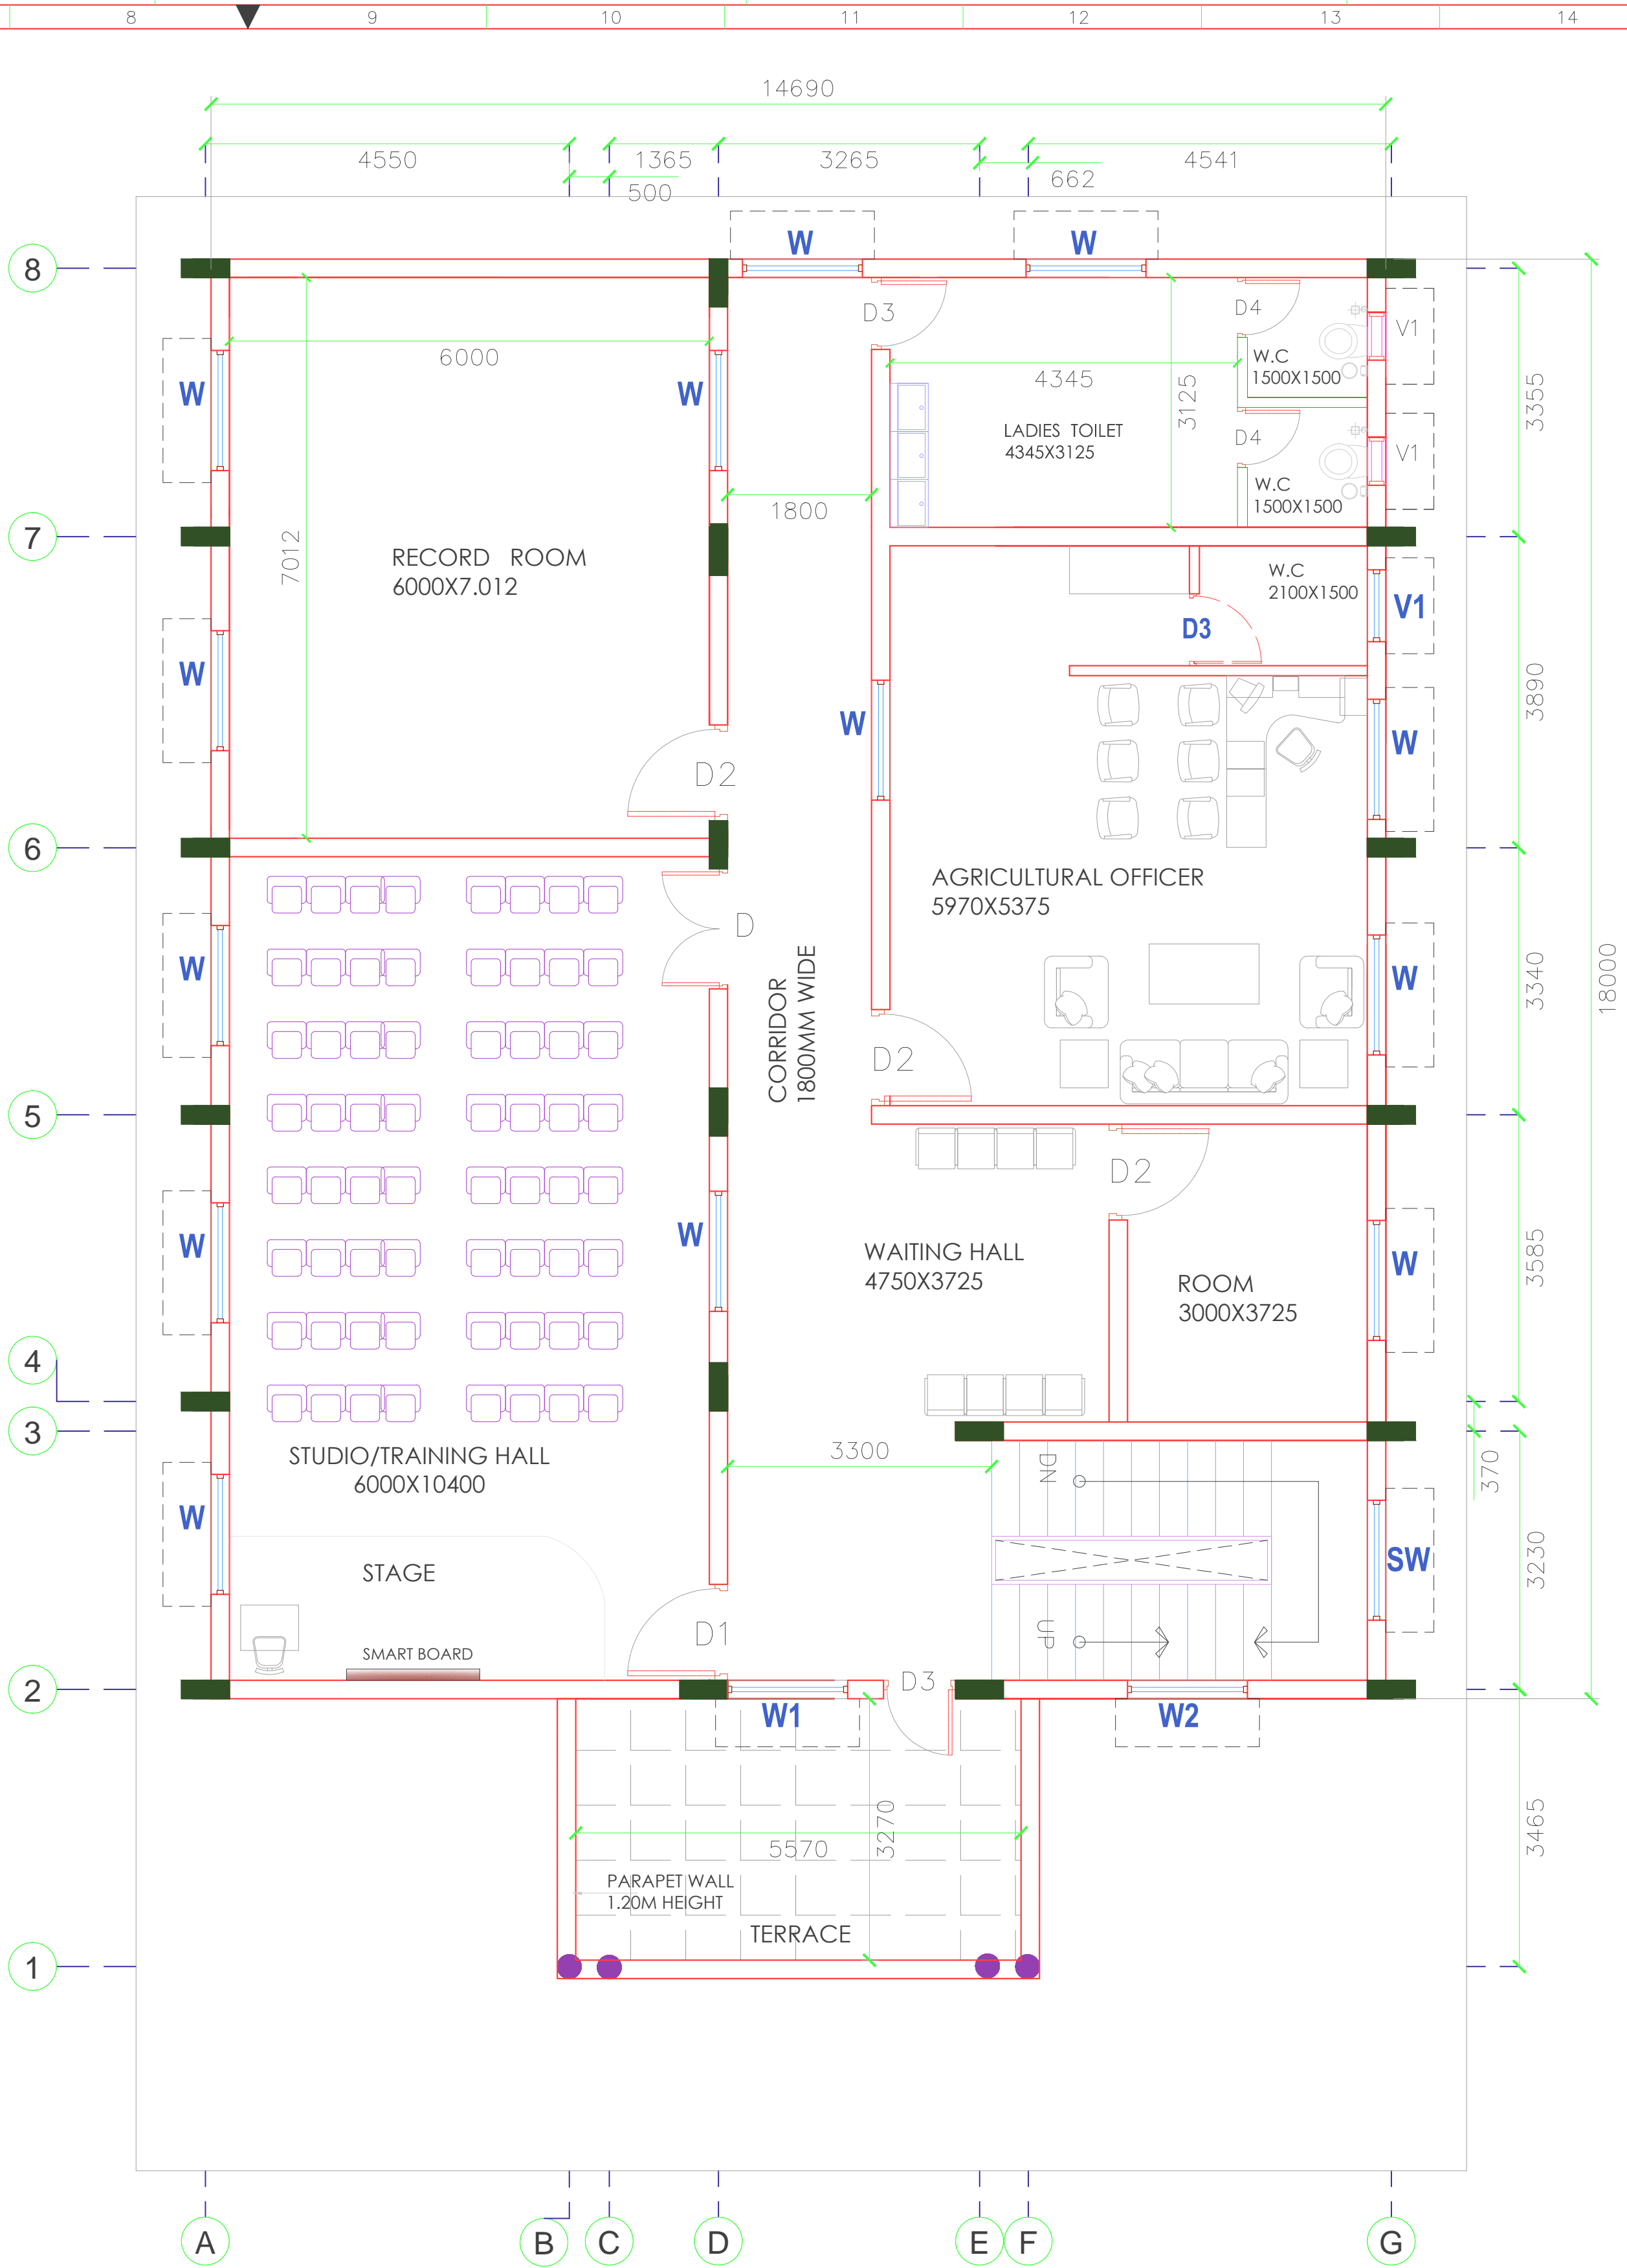 8 9 10 11 12 13 14
14690
4550 1365 3265 4541
500 662
W W
8
D3 D4 V1
6000
W.C
1500X1500
W W
4345
3125
3355
LADIES TOILET
4345X3125
D4 V1
W.C
1500X1500
1800
7
7012
RECORD ROOM
6000X7.012
W.C
2100X1500
V1
D3
W
3890
W
W
D2
6
AGRICULTURAL OFFICER
5970X5375
D
W
W
3340
18000
CORRIDOR
1800MM WIDE
D2
5
D2
W
W
WAITING HALL
4750X3725
ROOM
3000X3725
W
3585
4
3
STUDIO/TRAINING HALL
6000X10400
3300
DN
370
W
STAGE
SW
3230
D1
UP
SMART BOARD
2
D3
W1
W2
5570
3270
3465
PARAPET WALL
1.20M HEIGHT
TERRACE
1
A B C D E F G